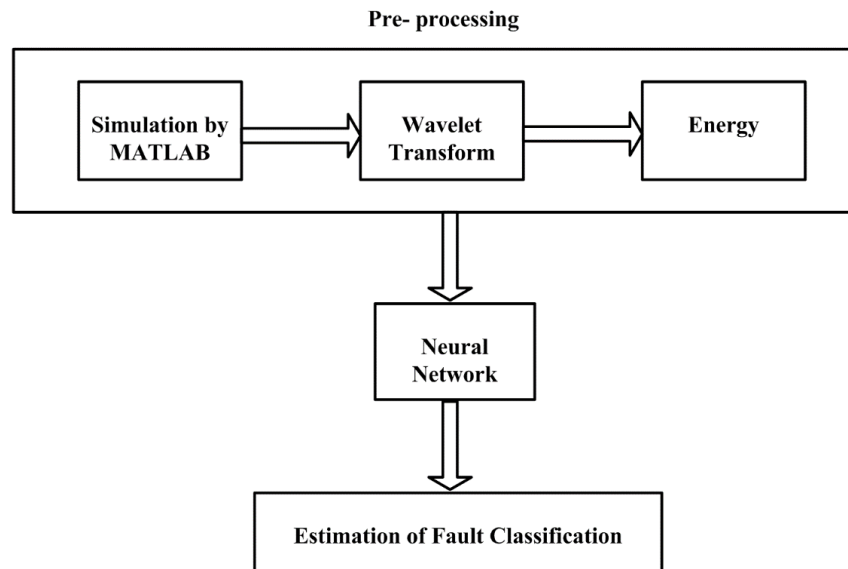 Pre- processing
Simulation by
MATLAB
Wavelet
Transform
Energy
Neural
Network
Estimation of Fault Classification